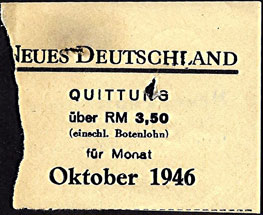 NEUES DEUTSCHLAND
QUITTUNG
über RM 3,50
(einschl. Botenlohn)
für Monat
Oktober 1946